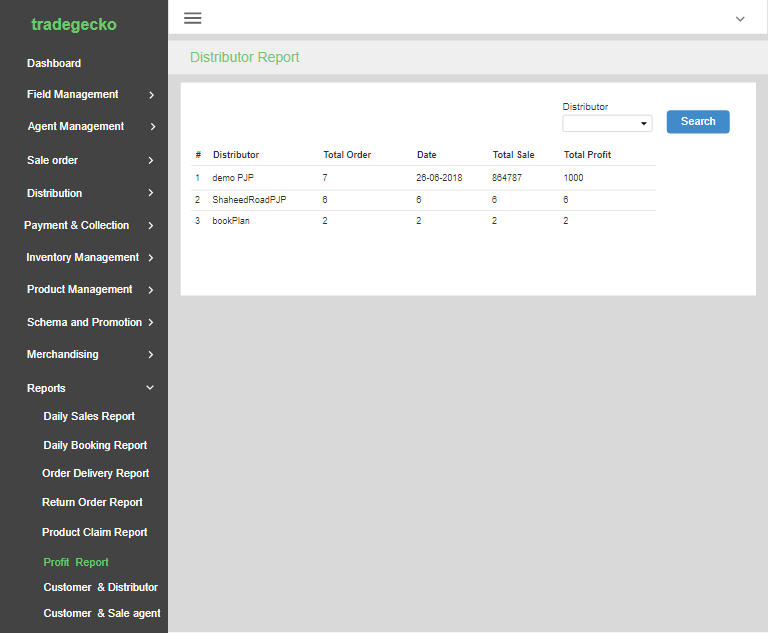 tradegecko
Dashboard
Field Management
Agent Management
Sale order
Distribution
Payment & Collection
Inventory Management
Product Management
Schema and Promotion
Merchandising
Reports
Daily Sales Report
Daily Booking Report
Order Delivery Report
Return Order Report
Product Claim Report
Profit Report
Customer & Distributor
Customer & Sale agent
Distributor Report
Distributor
Search
# Distributor Total Order Date Total Sale Total Profit
1 demo PJP 7 26-06-2018 864787 1000
2 ShaheedRoadPJP 6 6 6 6
3 bookPlan 2 2 2 2